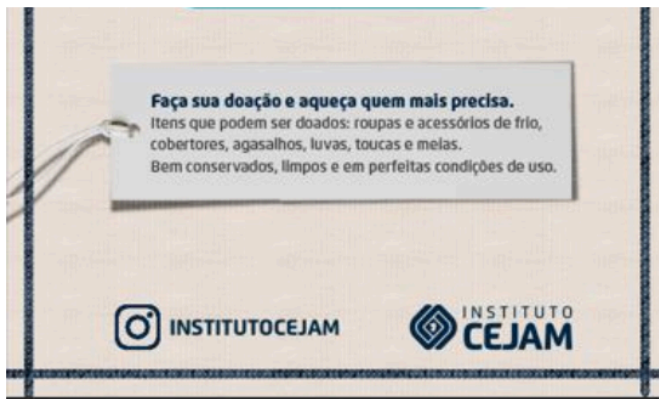 Faça sua doação e aqueça quem mais precisa.
Itens que podem ser doados: roupas e acessórios de frio,
cobertores, agasalhos, luvas, toucas e meias.
Bem conservados, limpos e em perfeitas condições de uso.
INSTITUTOCEJAM
INSTITUTO
CEJAM